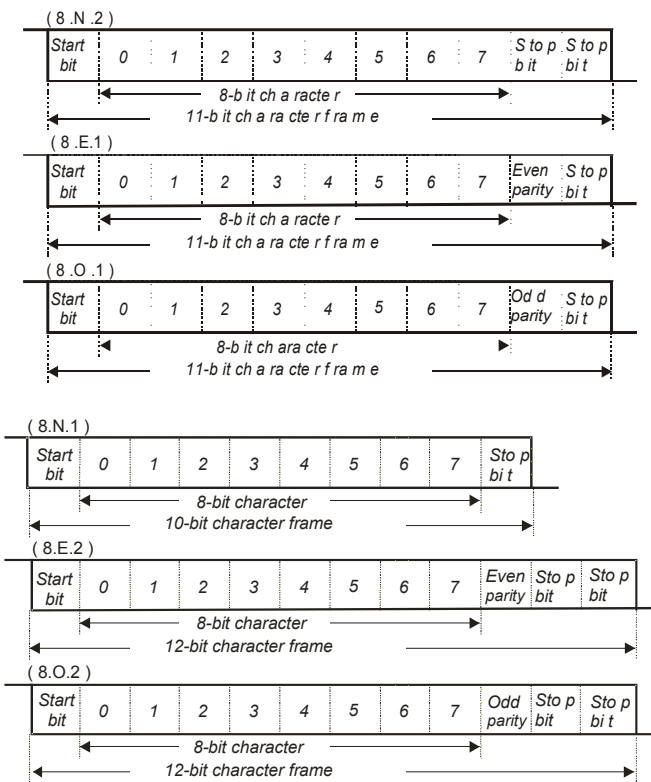 ( 8 .N .2 )
Start bit 0 1 2 3 4 5 6 7 S to p b it S to p bi t
8-b it ch a racte r
11-b it ch a ra cte r f ra m e
( 8 .E.1 )
Start bit 0 1 2 3 4 5 6 7 Even parity S to p bi t
8-b it ch a racte r
11-b it ch a ra cte r f ra m e
( 8 .O .1 )
Start bit 0 1 2 3 4 5 6 7 Od d parity S to p bi t
8-b it ch ara cte r
11-b it ch a ra cte r f ra m e
( 8.N.1 )
Start bit 0 1 2 3 4 5 6 7 Sto p bi t
8-bit character
10-bit character frame
( 8.E.2 )
Start bit 0 1 2 3 4 5 6 7 Even parity Sto p bit Sto p bit
8-bit character
12-bit character frame
( 8.O.2 )
Start bit 0 1 2 3 4 5 6 7 Odd parity Sto p bit Sto p bi t
8-bit character
12-bit character frame